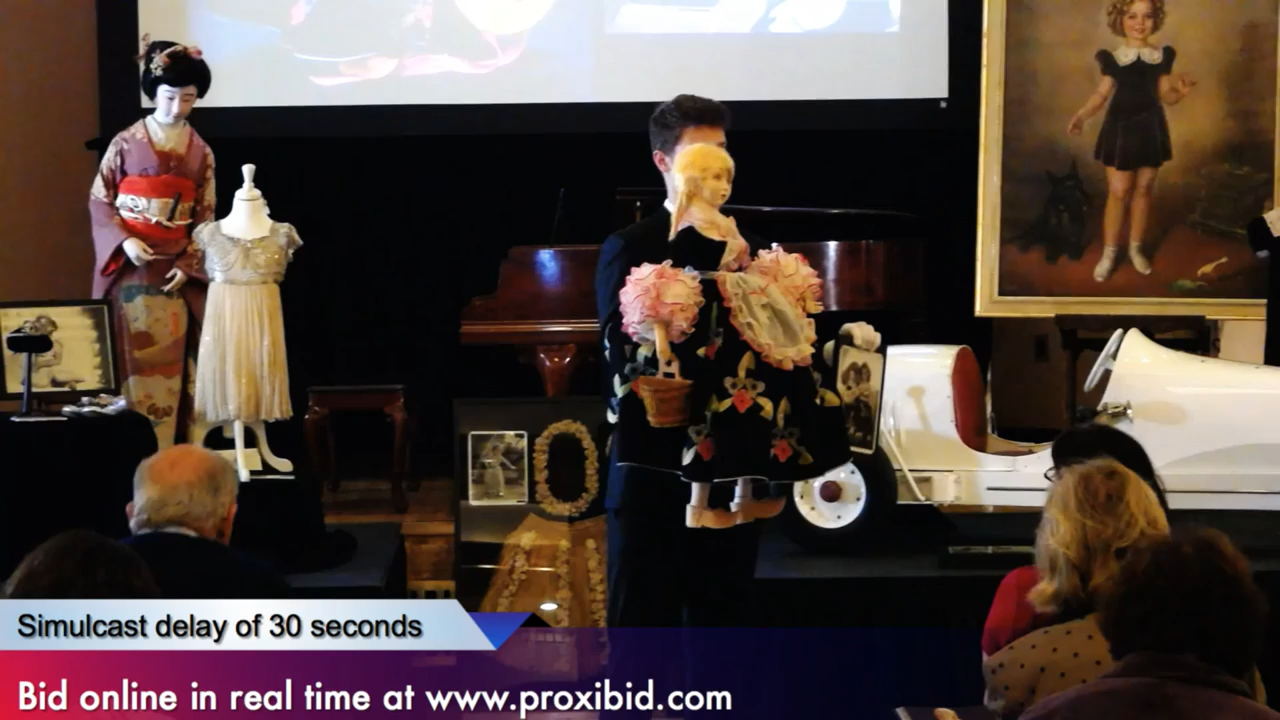 Simulcast delay of 30 seconds
Bid online in real time at www.proxibid.com